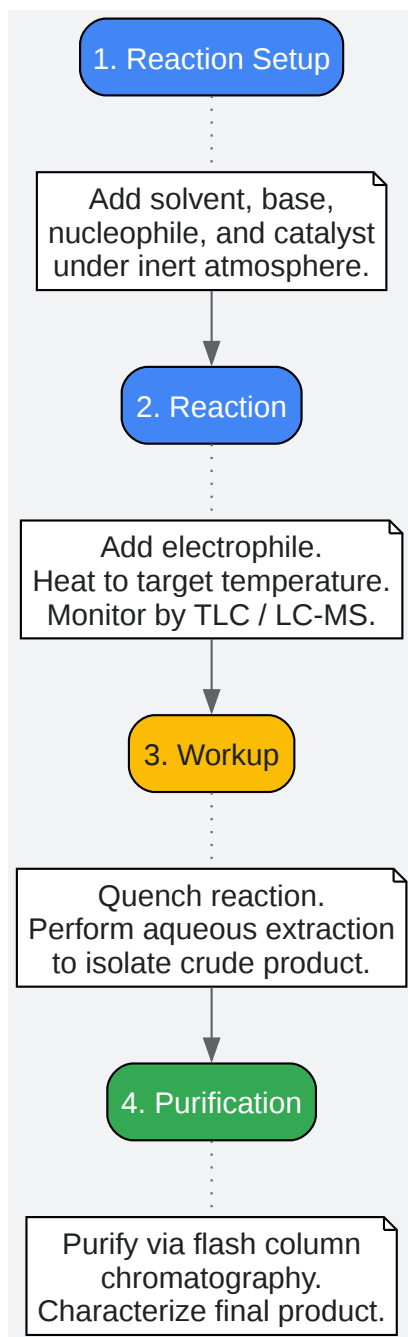 1. Reaction Setup
Add solvent, base,
nucleophile, and catalyst
under inert atmosphere.
2. Reaction
Add electrophile.
Heat to target temperature.
Monitor by TLC / LC-MS.
3. Workup
Quench reaction.
Perform aqueous extraction
to isolate crude product.
4. Purification
Purify via flash column
chromatography.
Characterize final product.